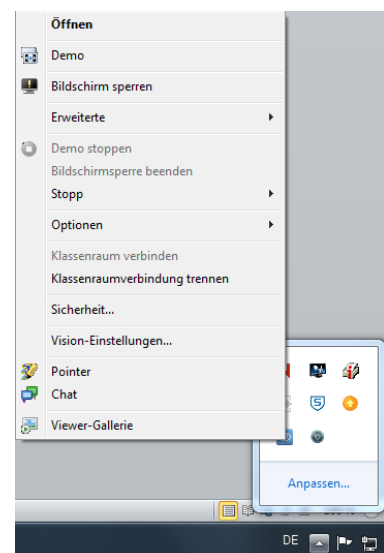 Öffnen
Demo
Bildschirm sperren
Erweiterte
Demo stoppen
Bildschirmsperre beenden
Stopp
Optionen
Klassenraum verbinden
Klassenraumverbindung trennen
Sicherheit...
Vision-Einstellungen...
Pointer
Chat
Viewer-Gallerie
Anpassen...
DE